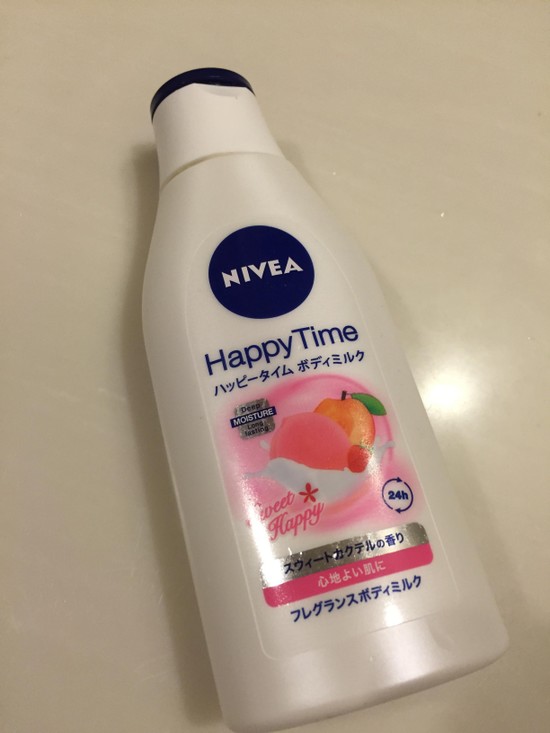 NIVEA
HappyTime
ハッピータイム ボディミルク
Deep
MOISTURE
Long
lasting
Sweet
Happy
24h
スウィートカクテルの香り
心地よい肌に
フレグランスボディミルク